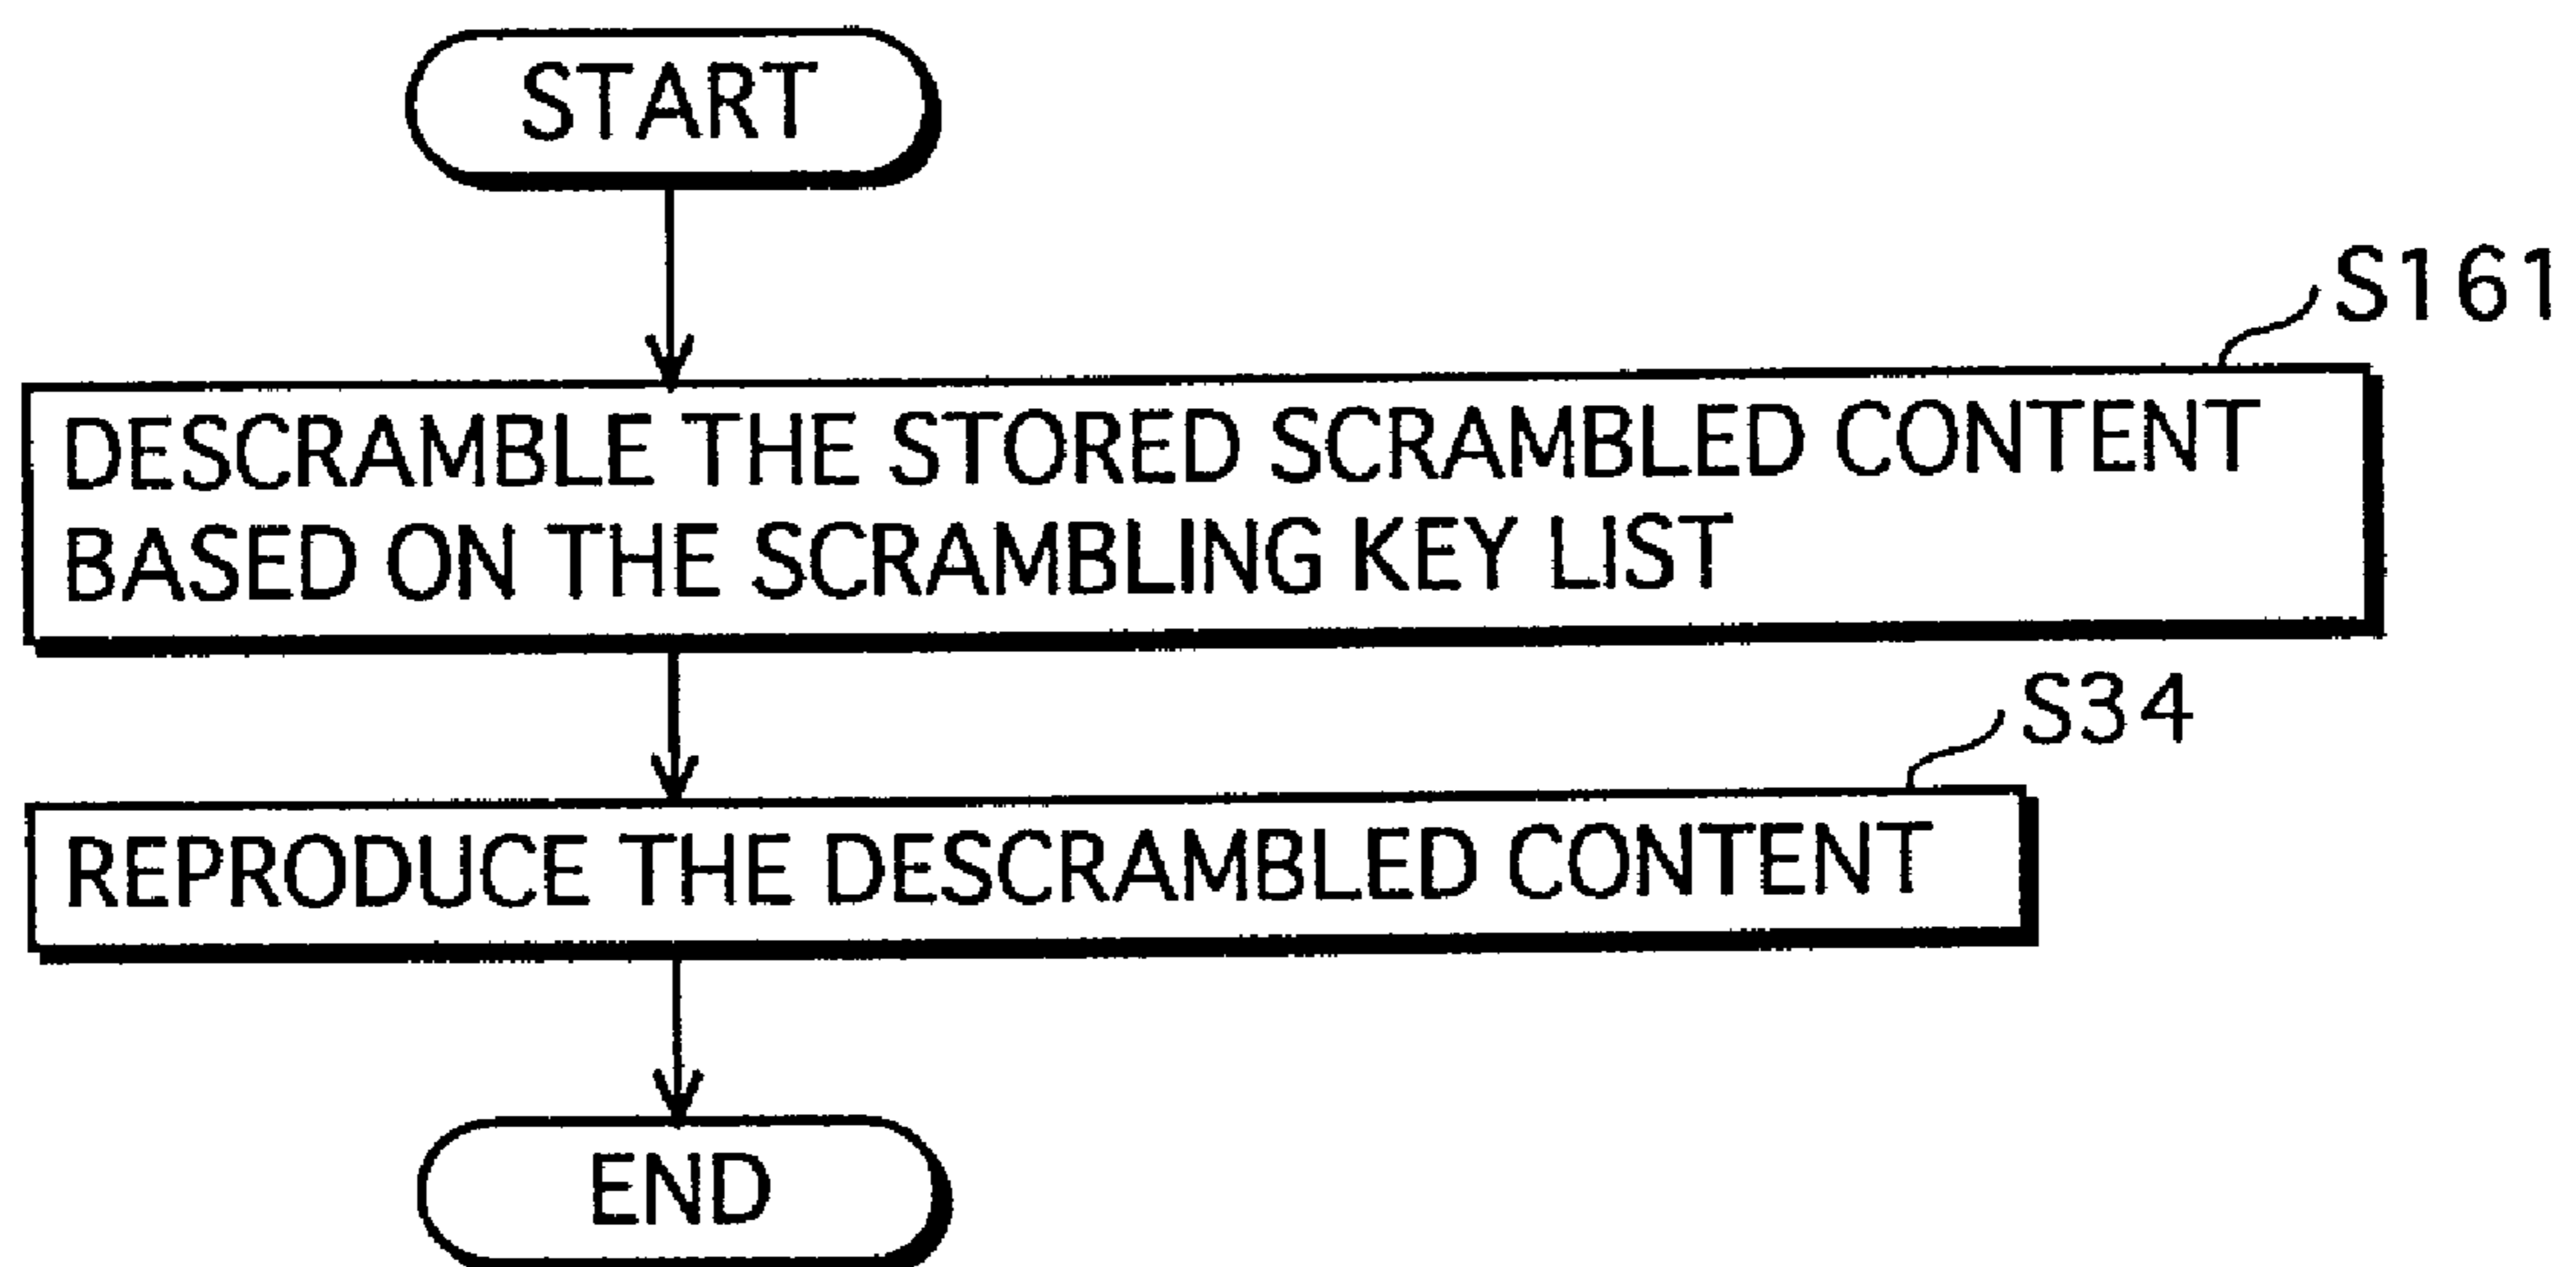 START
S161
DESCRAMBLE THE STORED SCRAMBLED CONTENT
BASED ON THE SCRAMBLING KEY LIST
S34
REPRODUCE THE DESCRAMBLED CONTENT
END